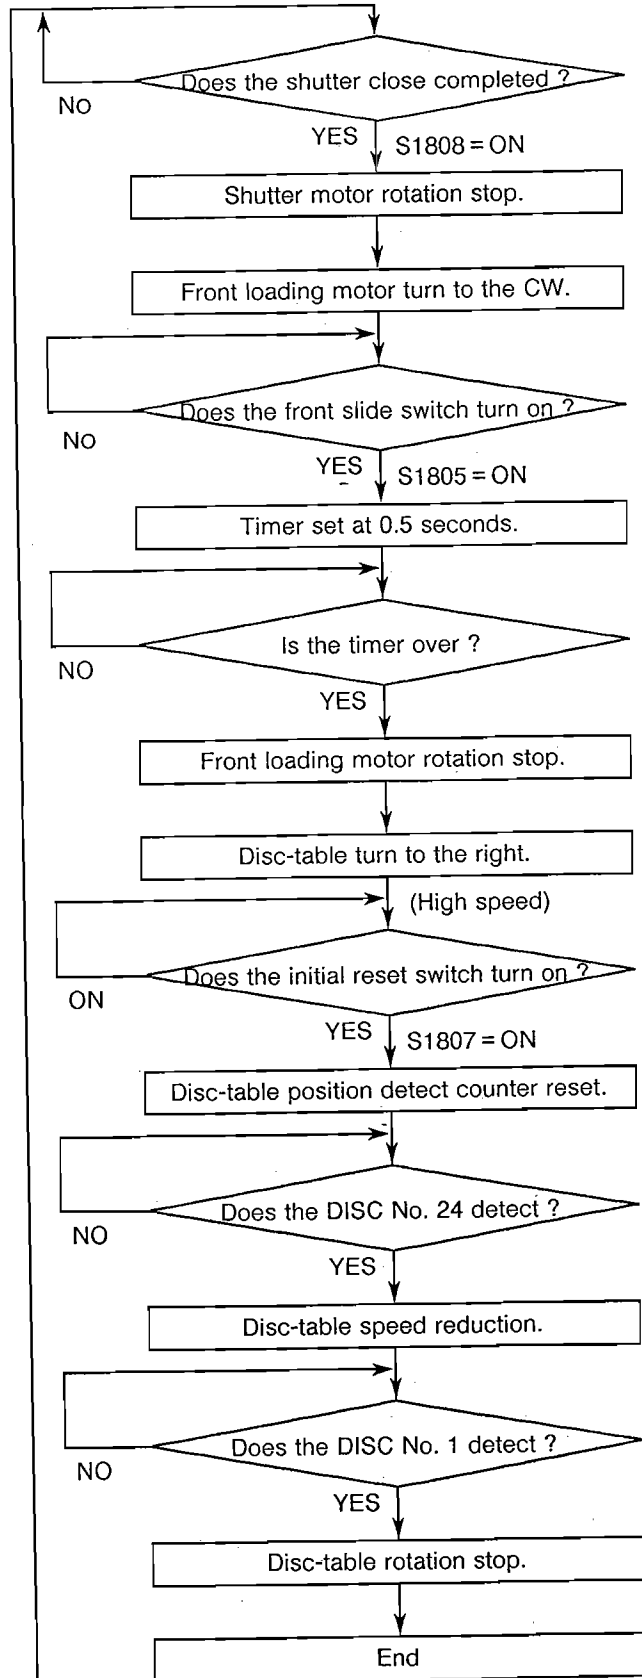 Does the shutter close completed ?
No
YES
S1808 = ON
Shutter motor rotation stop.
Front loading motor turn to the CW.
Does the front slide switch turn on ?
No
YES
S1805 = ON
Timer set at 0.5 seconds.
Is the timer over ?
NO
YES
Front loading motor rotation stop.
Disc-table turn to the right.
(High speed)
Does the initial reset switch turn on ?
ON
YES
S1807 = ON
Disc-table position detect counter reset.
Does the DISC No. 24 detect ?
NO
YES
Disc-table speed reduction.
Does the DISC No. 1 detect ?
NO
YES
Disc-table rotation stop.
End